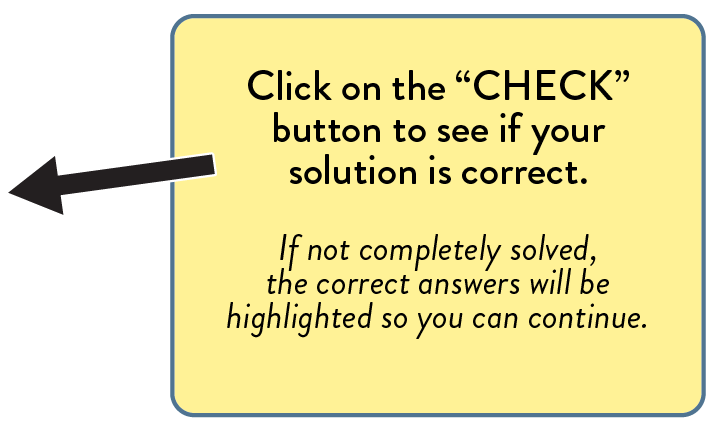 Click on the “CHECK”
button to see if your
solution is correct.
If not completely solved,
the correct answers will be
highlighted so you can continue.